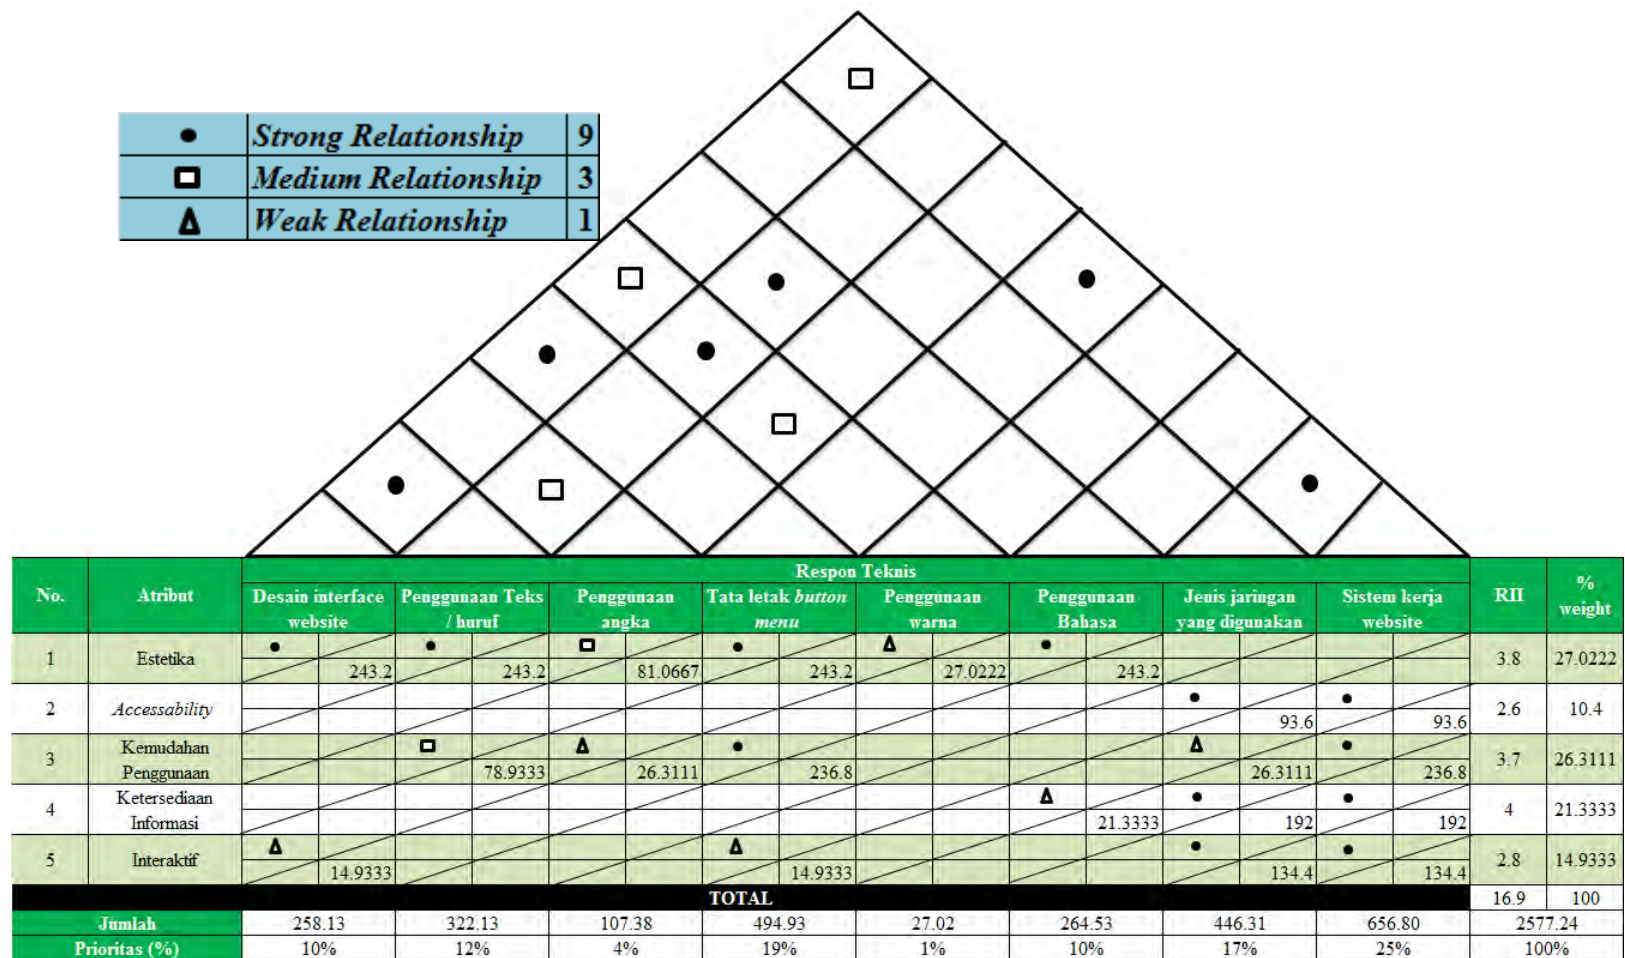 ● Strong Relationship 9
□ Medium Relationship 3
△ Weak Relationship 1
No. Atribut Respon Teknis RII % weight
Desain interface website Penggunaan Teks / huruf Penggunaan angka Tata letak button menu Penggunaan warna Penggunaan Bahasa Jenis jaringan yang digunakan Sistem kerja website
1 Estetika 243.2 243.2 81.0667 243.2 27.0222 243.2 3.8 27.0222
2 Accessability 93.6 93.6 2.6 10.4
3 Kemudahan Penggunaan 78.9333 26.3111 236.8 26.3111 236.8 3.7 26.3111
4 Ketersediaan Informasi 21.3333 192 192 4 21.3333
5 Interaktif 14.9333 14.9333 134.4 134.4 2.8 14.9333
TOTAL 16.9 100
Jumlah 258.13 322.13 107.38 494.93 27.02 264.53 446.31 656.80 2577.24
Prioritas (%) 10% 12% 4% 19% 1% 10% 17% 25% 100%